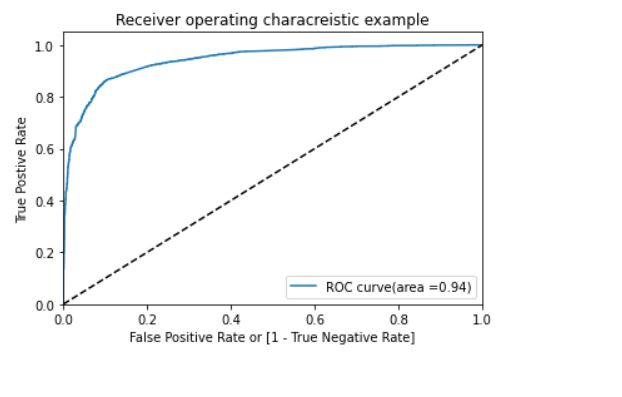 Receiver operating characreistic example
1.0
0.8
0.6
0.4
0.2
0.0
True Postive Rate
ROC curve(area =0.94)
0.0 0.2 0.4 0.6 0.8 1.0
False Positive Rate or [1 - True Negative Rate]